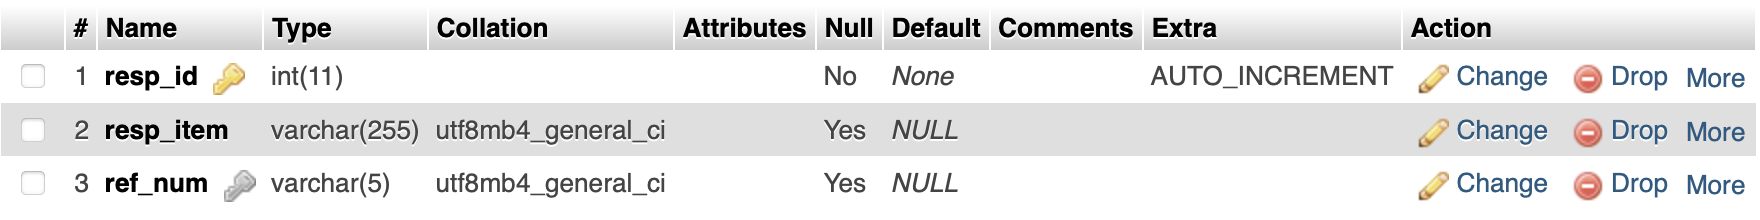 # Name Type Collation Attributes Null Default Comments Extra Action
1 resp_id int(11) No None AUTO_INCREMENT Change Drop More
2 resp_item varchar(255) utf8mb4_general_ci Yes NULL Change Drop More
3 ref_num varchar(5) utf8mb4_general_ci Yes NULL Change Drop More